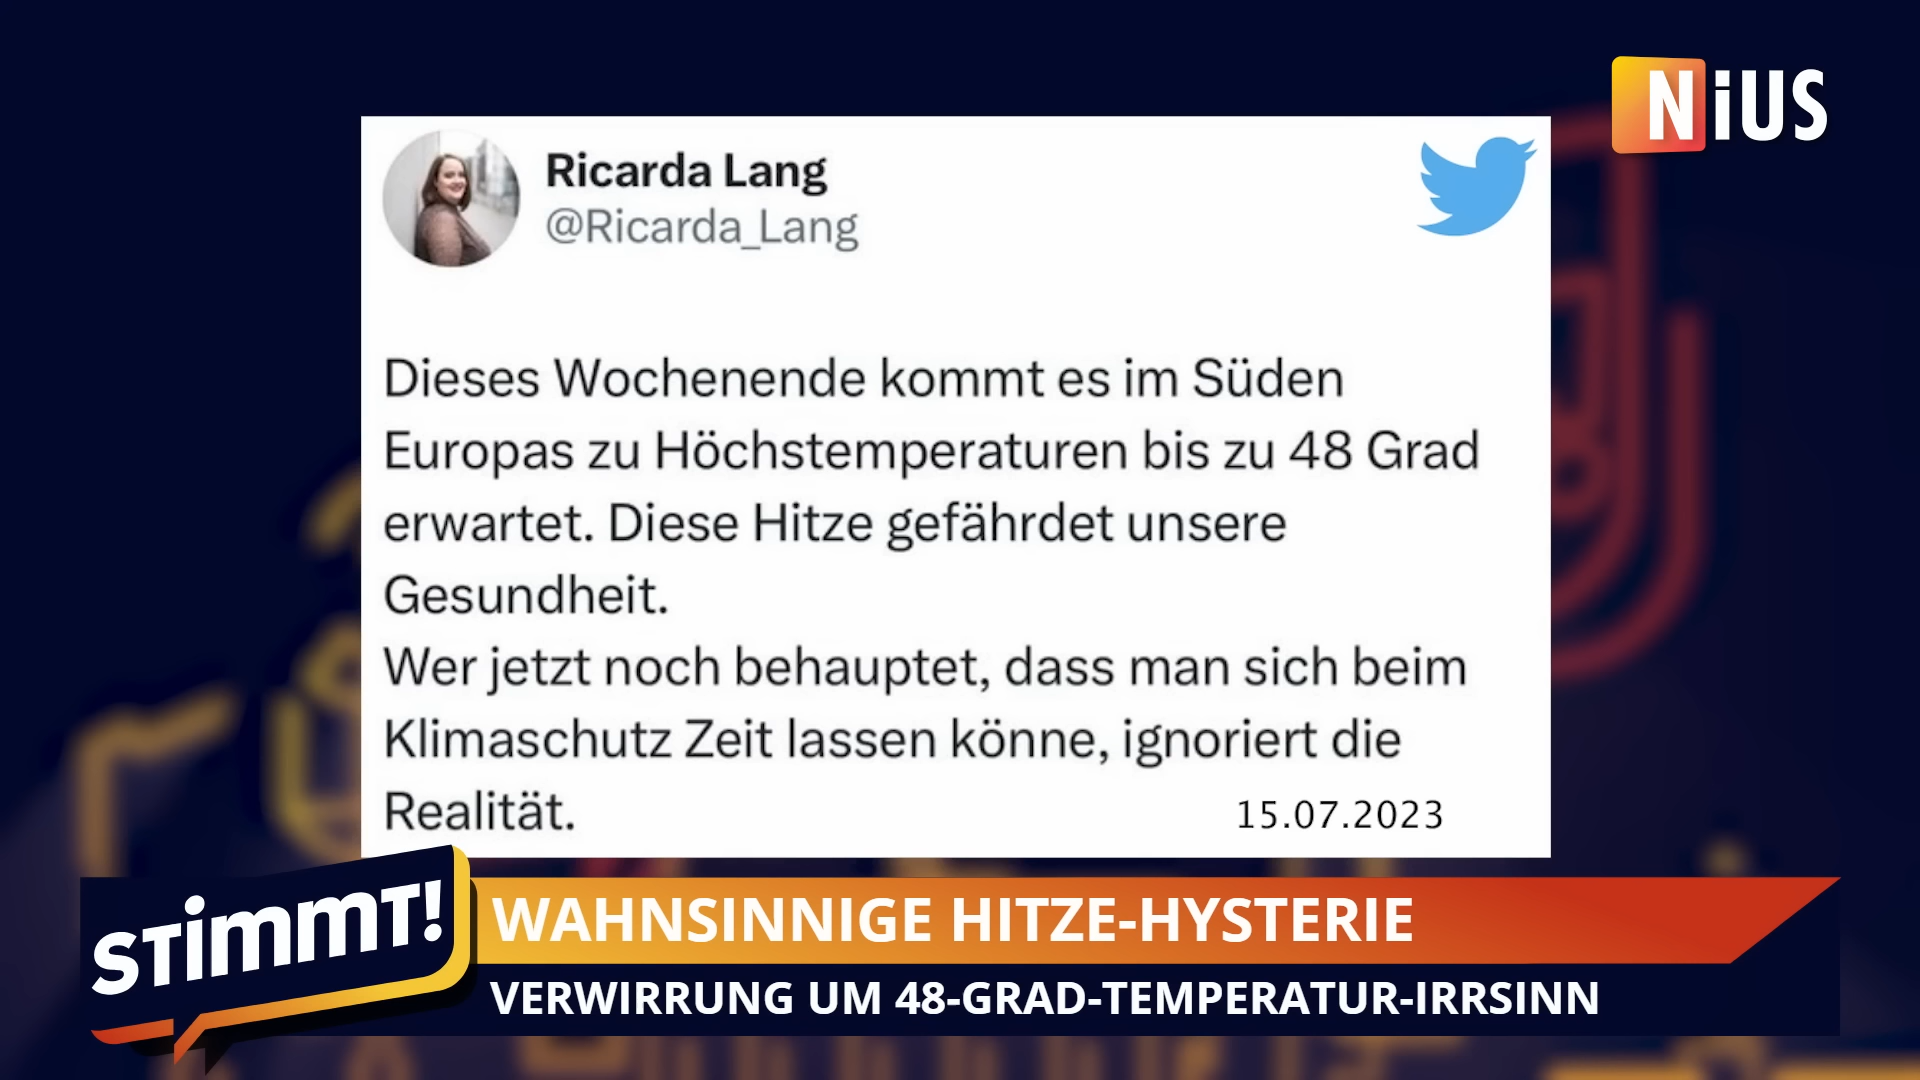 NiUS
Ricarda Lang
@Ricarda_Lang
Dieses Wochenende kommt es im Süden
Europas zu Höchstemperaturen bis zu 48 Grad
erwartet. Diese Hitze gefährdet unsere
Gesundheit.
Wer jetzt noch behauptet, dass man sich beim
Klimaschutz Zeit lassen könne, ignoriert die
Realität.
15.07.2023
STimmT!
WAHNSINNIGE HITZE-HYSTERIE
VERWIRRUNG UM 48-GRAD-TEMPERATUR-IRRSINN